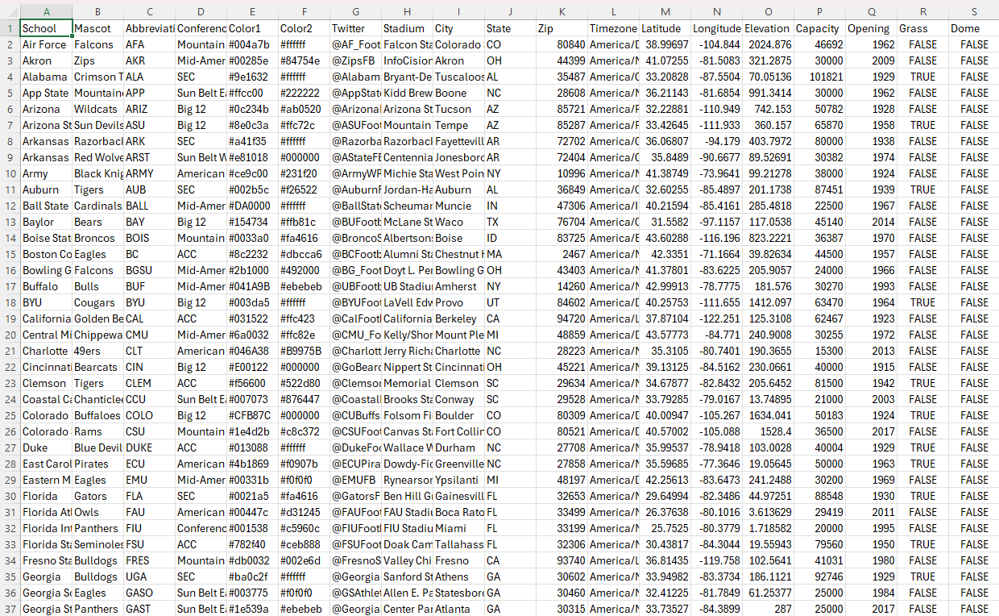 A B C D E F G H I J K L M N O P Q R S
1 School Mascot Abbreviati Conferenc Color1 Color2 Twitter Stadium City State Zip Timezone Latitude Longitude Elevation Capacity Opening Grass Dome
2 Air Force Falcons AFA Mountain #004a7b #ffffff @AF_Foot Falcon Sta Colorado CO 80840 America/D 38.99697 -104.844 2024.876 46692 1962 FALSE FALSE
3 Akron Zips AKR Mid-Amer #00285e #84754e @ZipsFB InfoCision Akron OH 44399 America/N 41.07255 -81.5083 321.2875 30000 2009 FALSE FALSE
4 Alabama Crimson T ALA SEC #9e1632 #ffffff @Alabam Bryant-De Tuscaloos AL 35487 America/C 33.20828 -87.5504 70.05136 101821 1929 TRUE FALSE
5 App State Mountain APP Sun Belt E #ffcc00 #222222 @AppStat Kidd Brew Boone NC 28608 America/N 36.21143 -81.6854 991.3414 30000 1962 FALSE FALSE
6 Arizona Wildcats ARIZ Big 12 #0c234b #ab0520 @Arizona Arizona St Tucson AZ 85721 America/P 32.22881 -110.949 742.153 50782 1928 FALSE FALSE
7 Arizona St Sun Devils ASU Big 12 #8e0c3a #ffc72c @ASUFoot Mountain Tempe AZ 85287 America/P 33.42645 -111.933 360.157 65870 1958 TRUE FALSE
8 Arkansas Razorbac ARK SEC #a41f35 #ffffff @Razorba Razorback Fayettevill AR 72702 America/C 36.06807 -94.179 403.7972 80000 1938 FALSE FALSE
9 Arkansas Red Wolve ARST Sun Belt W #e81018 #000000 @AStateFB Centennia Jonesboro AR 72404 America/C 35.8489 -90.6677 89.52691 30382 1974 FALSE FALSE
10 Army Black Knig ARMY American #ce9c00 #231f20 @ArmyWP Michie Sta West Poin NY 10996 America/N 41.38749 -73.9641 99.21278 38000 1924 FALSE FALSE
11 Auburn Tigers AUB SEC #002b5c #f26522 @AuburnF Jordan-Ha Auburn AL 36849 America/C 32.60255 -85.4897 201.1738 87451 1939 TRUE FALSE
12 Ball State Cardinals BALL Mid-Amer #DA0000 #ffffff @BallStat Scheuman Muncie IN 47306 America/I 40.21594 -85.4161 285.4818 22500 1967 FALSE FALSE
13 Baylor Bears BAY Big 12 #154734 #ffb81c @BUFootb McLane St Waco TX 76704 America/C 31.5582 -97.1157 117.0538 45140 2014 FALSE FALSE
14 Boise Stat Broncos BOIS Mountain #0033a0 #fa4616 @BroncoS Albertsons Boise ID 83725 America/B 43.60288 -116.196 823.2221 36387 1970 FALSE FALSE
15 Boston Co Eagles BC ACC #8c2232 #dbcca6 @BCFootb Alumni Sta Chestnut H MA 2467 America/N 42.3351 -71.1664 39.82634 44500 1957 FALSE FALSE
16 Bowling G Falcons BGSU Mid-Amer #2b1000 #492000 @BG_Foot Doyt L. Per Bowling G OH 43403 America/N 41.37801 -83.6225 205.9057 24000 1966 FALSE FALSE
17 Buffalo Bulls BUF Mid-Amer #041A9B #ebebeb @UBFootb UB Stadiu Amherst NY 14260 America/N 42.99913 -78.7775 181.576 30270 1993 FALSE FALSE
18 BYU Cougars BYU Big 12 #003da5 #ffffff @BYUFoot LaVell Edw Provo UT 84602 America/D 40.25753 -111.655 1412.097 63470 1964 TRUE FALSE
19 California Golden Be CAL ACC #031522 #ffc423 @CalFootb California Berkeley CA 94720 America/L 37.87104 -122.251 125.3108 62467 1923 FALSE FALSE
20 Central Mi Chippewa CMU Mid-Amer #6a0032 #ffc82e @CMU_Fo Kelly/Shor Mount Ple MI 48859 America/D 43.57773 -84.771 240.9008 30255 1972 FALSE FALSE
21 Charlotte 49ers CLT American #046A38 #B9975B @Charlott Jerry Richa Charlotte NC 28223 America/N 35.3105 -80.7401 190.3655 15300 2013 FALSE FALSE
22 Cincinnati Bearcats CIN Big 12 #E00122 #000000 @GoBearc Nippert St Cincinnati OH 45221 America/N 39.13125 -84.5162 230.0661 40000 1915 FALSE FALSE
23 Clemson Tigers CLEM ACC #f56600 #522d80 @Clemson Memorial Clemson SC 29634 America/N 34.67877 -82.8432 205.6452 81500 1942 TRUE FALSE
24 Coastal Ca Chanticlee CCU Sun Belt E #007073 #876447 @Coastal Brooks Sta Conway SC 29528 America/N 33.79285 -79.0167 13.74895 21000 2003 FALSE FALSE
25 Colorado Buffaloes COLO Big 12 #CFB87C #000000 @CUBuffs Folsom Fi Boulder CO 80309 America/D 40.00947 -105.267 1634.041 50183 1924 TRUE FALSE
26 Colorado Rams CSU Mountain #1e4d2b #c8c372 @CSUFoot Canvas St Fort Collin CO 80521 America/D 40.57002 -105.088 1528.4 36500 2017 FALSE FALSE
27 Duke Blue Devil DUKE ACC #013088 #ffffff @DukeFoo Wallace W Durham NC 27708 America/N 35.99537 -78.9418 103.0028 40004 1929 TRUE FALSE
28 East Carol Pirates ECU American #4b1869 #f0907b @ECUPira Dowdy-Fic Greenville NC 27858 America/N 35.59685 -77.3646 19.05645 50000 1963 TRUE FALSE
29 Eastern M Eagles EMU Mid-Amer #00331b #f0f0f0 @EMUFB Rynearson Ypsilanti MI 48197 America/D 42.25613 -83.6473 241.2488 30200 1969 FALSE FALSE
30 Florida Gators FLA SEC #0021a5 #fa4616 @GatorsF Ben Hill Gr Gainesvill FL 32653 America/N 29.64994 -82.3486 44.97251 88548 1930 TRUE FALSE
31 Florida Atl Owls FAU American #00447c #d31245 @FAUFoot FAU Stadiu Boca Rato FL 33499 America/N 26.37638 -80.1016 3.613629 29419 2011 FALSE FALSE
32 Florida Int Panthers FIU Conferenc #001538 #c5960c @FIUFootb FIU Stadiu Miami FL 33199 America/N 25.7525 -80.3779 1.718582 20000 1995 FALSE FALSE
33 Florida Sta Seminoles FSU ACC #782f40 #ceb888 @FSUFoot Doak Cam Tallahass FL 32306 America/N 30.43817 -84.3044 19.55943 79560 1950 TRUE FALSE
34 Fresno Sta Bulldogs FRES Mountain #db0032 #002e6d @FresnoS Valley Chi Fresno CA 93740 America/L 36.81435 -119.758 102.5641 41031 1980 FALSE FALSE
35 Georgia Bulldogs UGA SEC #ba0c2f #ffffff @Georgia Sanford St Athens GA 30602 America/N 33.94982 -83.3734 186.1121 92746 1929 TRUE FALSE
36 Georgia So Eagles GASO Sun Belt E #003775 #f0f0f0 @GSAthlet Allen E. Pa Statesboro GA 30460 America/N 32.41225 -81.7849 61.25377 25000 1984 FALSE FALSE
37 Georgia St Panthers GAST Sun Belt E #1e539a #ebebeb @Georgia Center Par Atlanta GA 30315 America/N 33.73527 -84.3899 287 25000 2017 FALSE FALSE